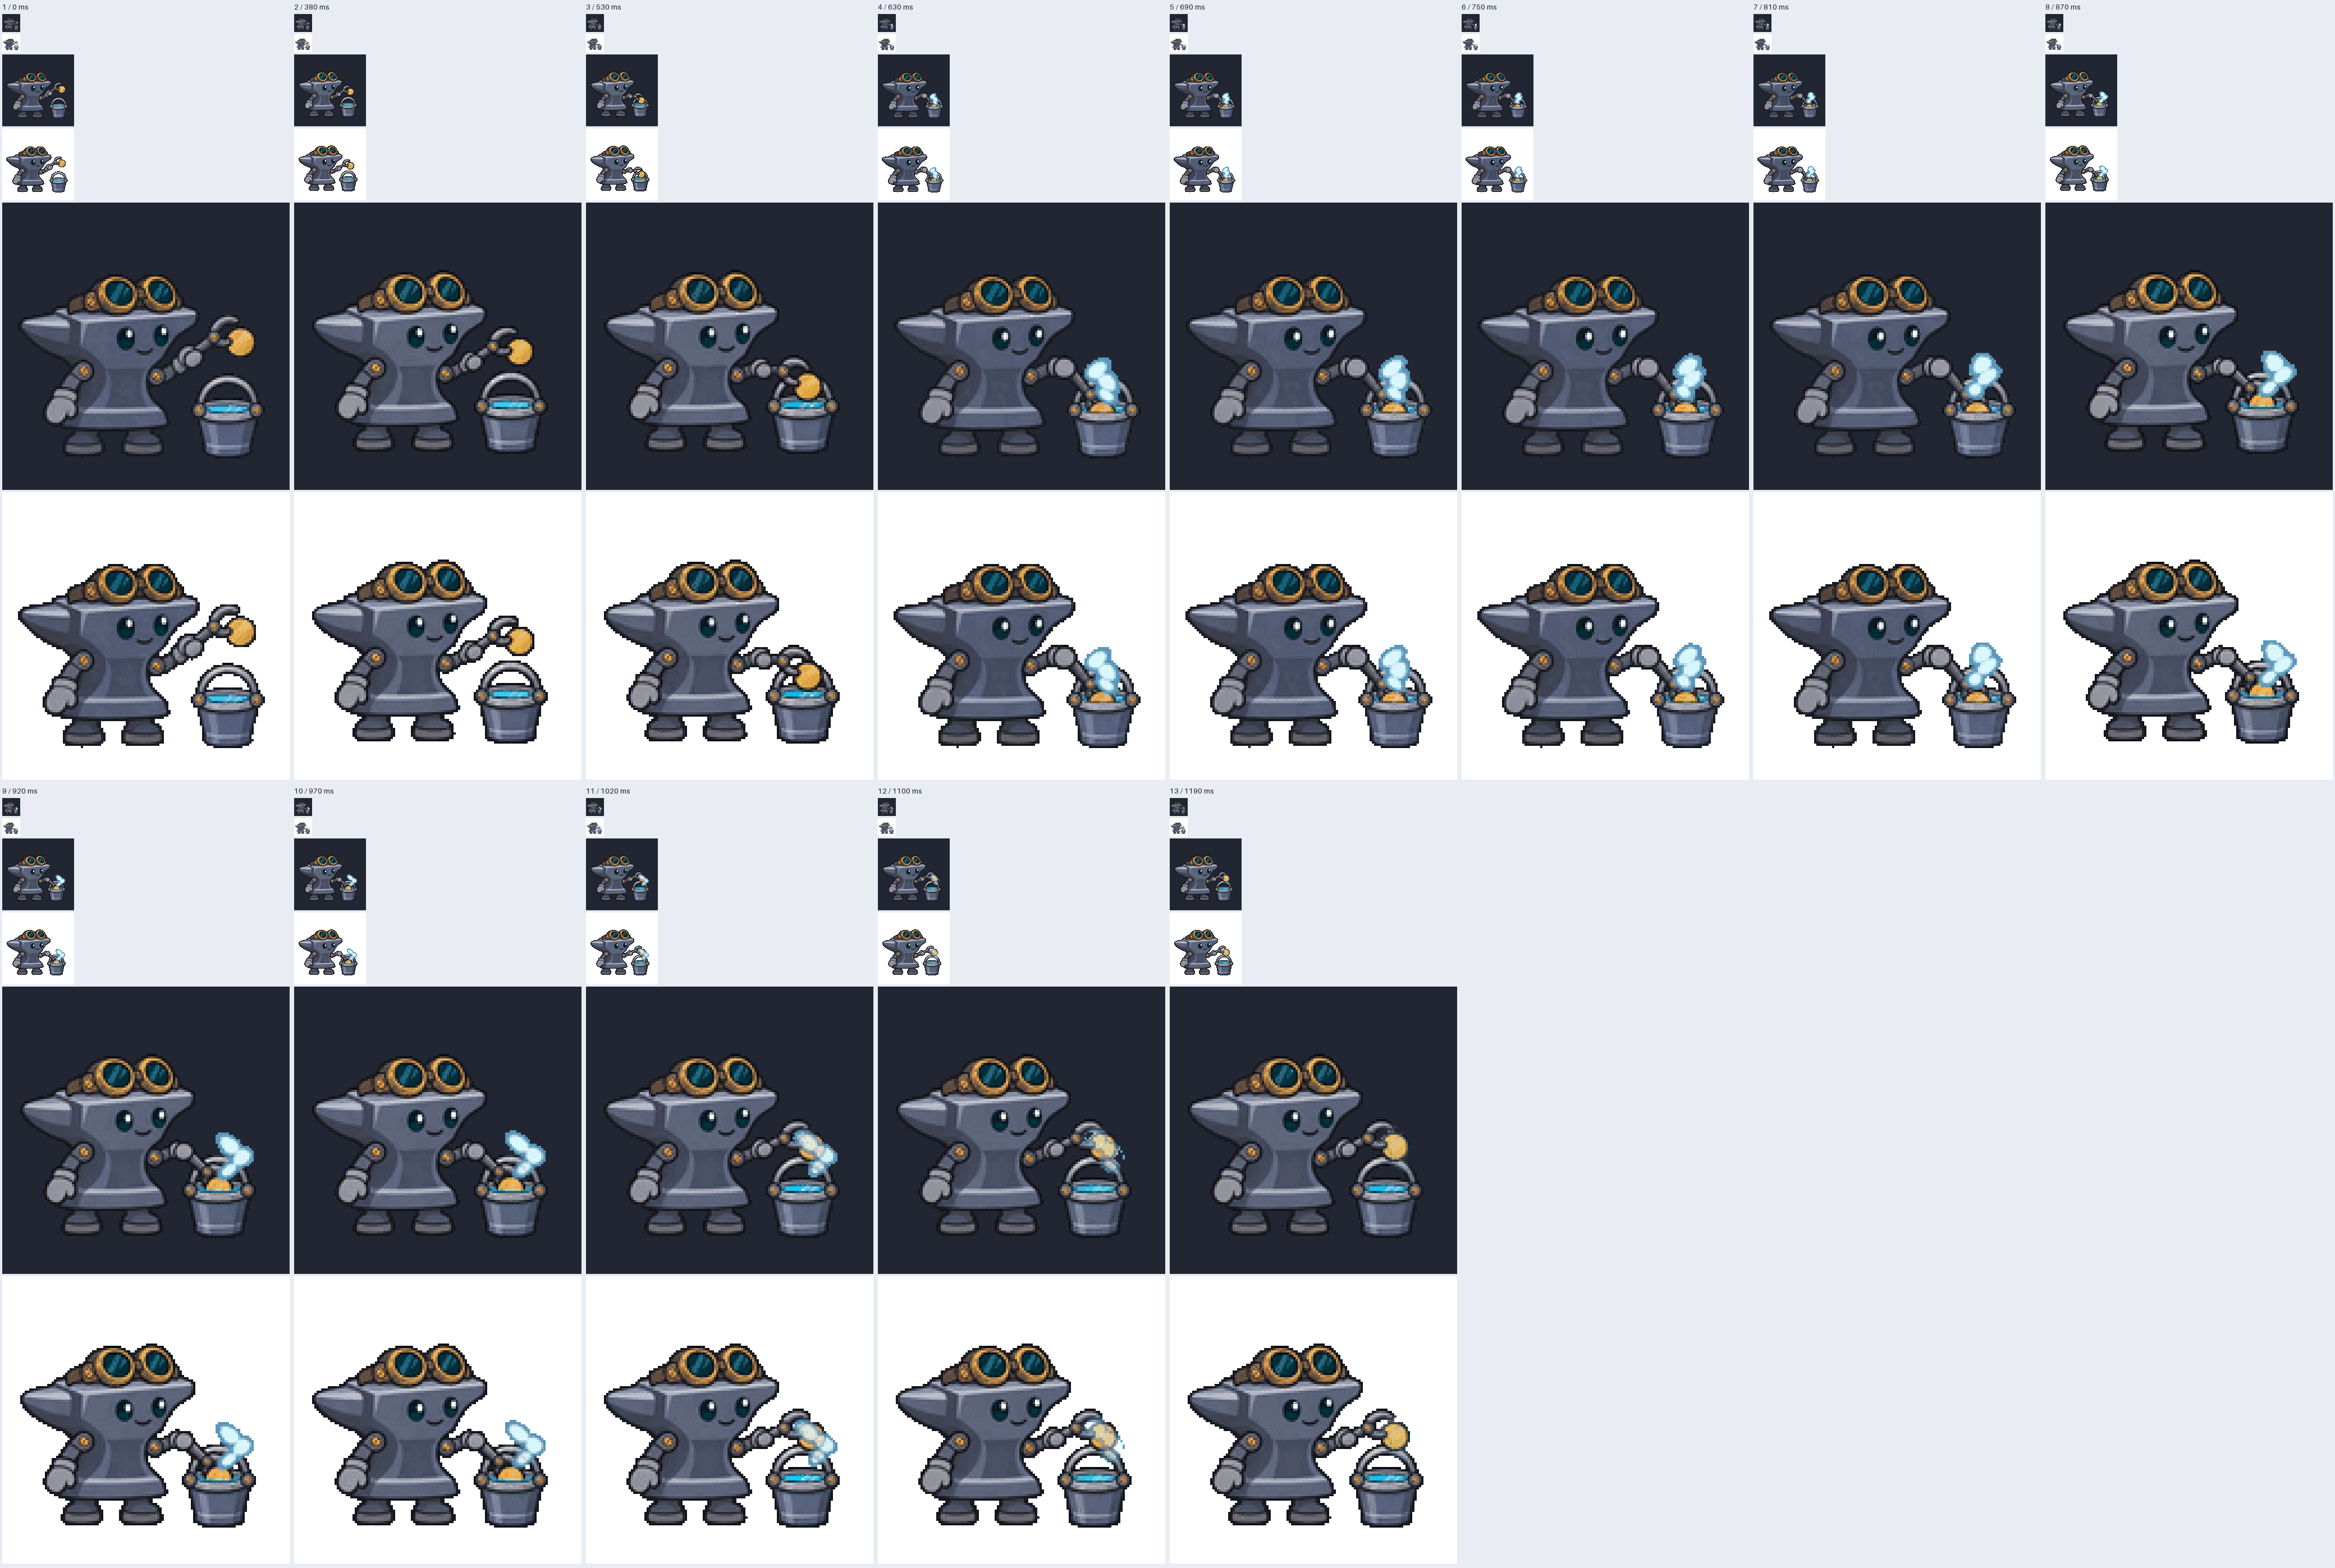 1 / 0 ms
2 / 380 ms
3 / 530 ms
4 / 630 ms
5 / 690 ms
6 / 750 ms
7 / 810 ms
8 / 870 ms
9 / 920 ms
10 / 970 ms
11 / 1020 ms
12 / 1100 ms
13 / 1190 ms